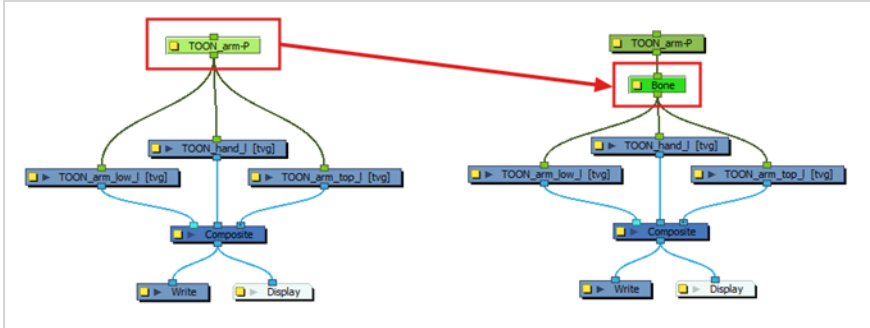 TOON_arm-P
TOON_hand_l [tvg]
TOON_arm_low_l [tvg]
TOON_arm_top_l [tvg]
Composite
Write
Display
TOON_arm-P
Bone
TOON_hand_l [tvg]
TOON_arm_low_l [tvg]
TOON_arm_top_l [tvg]
Composite
Write
Display